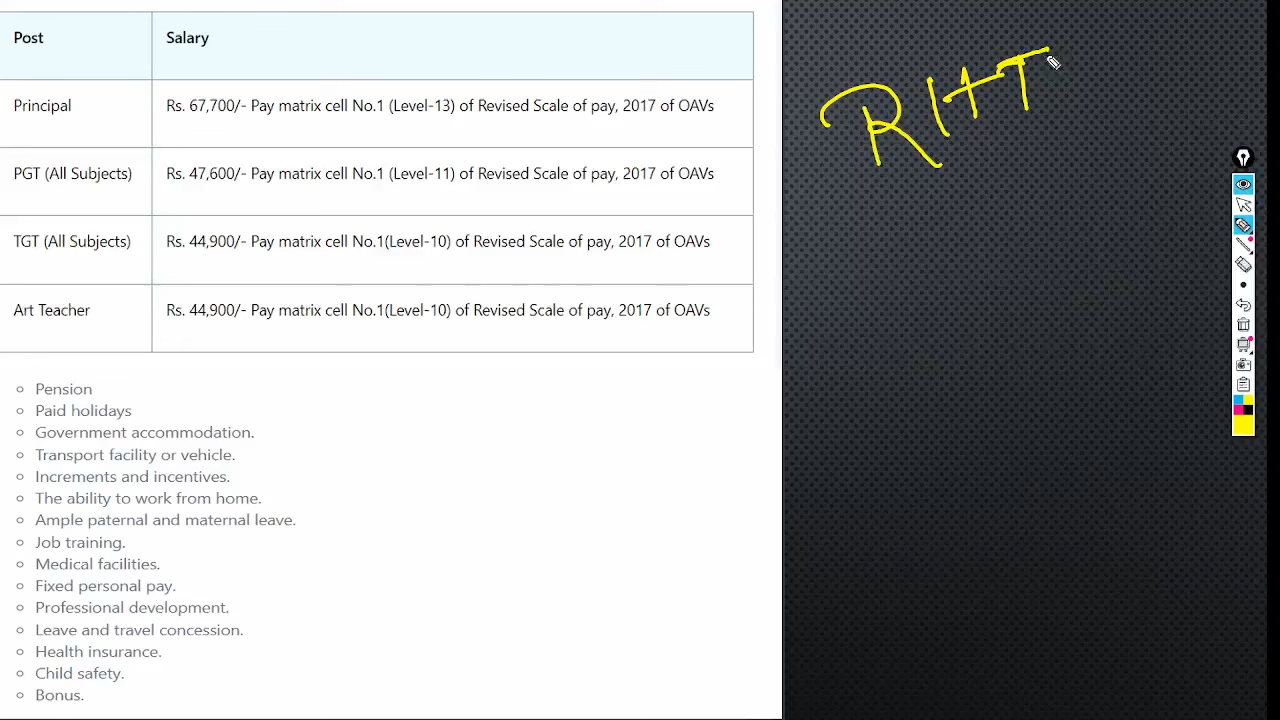 Post Salary
Principal Rs. 67,700/- Pay matrix cell No.1 (Level-13) of Revised Scale of pay, 2017 of OAVs
PGT (All Subjects) Rs. 47,600/- Pay matrix cell No.1 (Level-11) of Revised Scale of pay, 2017 of OAVs
TGT (All Subjects) Rs. 44,900/- Pay matrix cell No.1(Level-10) of Revised Scale of pay, 2017 of OAVs
Art Teacher Rs. 44,900/- Pay matrix cell No.1(Level-10) of Revised Scale of pay, 2017 of OAVs
Pension
Paid holidays
Government accommodation.
Transport facility or vehicle.
Increments and incentives.
The ability to work from home.
Ample paternal and maternal leave.
Job training.
Medical facilities.
Fixed personal pay.
Professional development.
Leave and travel concession.
Health insurance.
Child safety.
Bonus.